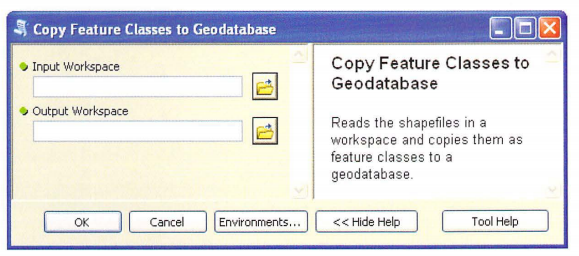 Copy Feature Classes to Geodatabase
Input Workspace
Output Workspace
Copy Feature Classes to
Geodatabase
Reads the shapefiles in a
workspace and copies them as
feature classes to a
geodatabase.
OK
Cancel
Environments...
<< Hide Help
Tool Help